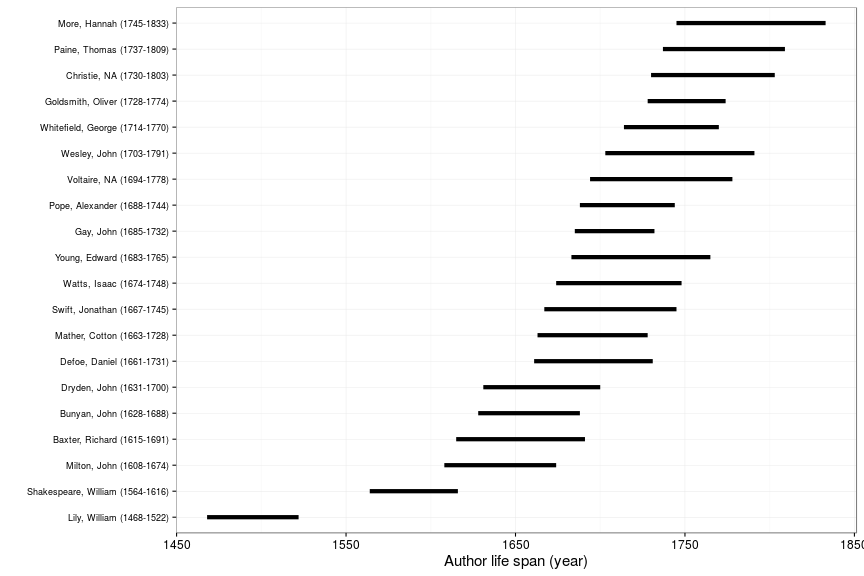 More, Hannah (1745-1833)
Paine, Thomas (1737-1809)
Christie, NA (1730-1803)
Goldsmith, Oliver (1728-1774)
Whitefield, George (1714-1770)
Wesley, John (1703-1791)
Voltaire, NA (1694-1778)
Pope, Alexander (1688-1744)
Gay, John (1685-1732)
Young, Edward (1683-1765)
Watts, Isaac (1674-1748)
Swift, Jonathan (1667-1745)
Mather, Cotton (1663-1728)
Defoe, Daniel (1661-1731)
Dryden, John (1631-1700)
Bunyan, John (1628-1688)
Baxter, Richard (1615-1691)
Milton, John (1608-1674)
Shakespeare, William (1564-1616)
Lily, William (1468-1522)
1450 1550 1650 1750 1850
Author life span (year)